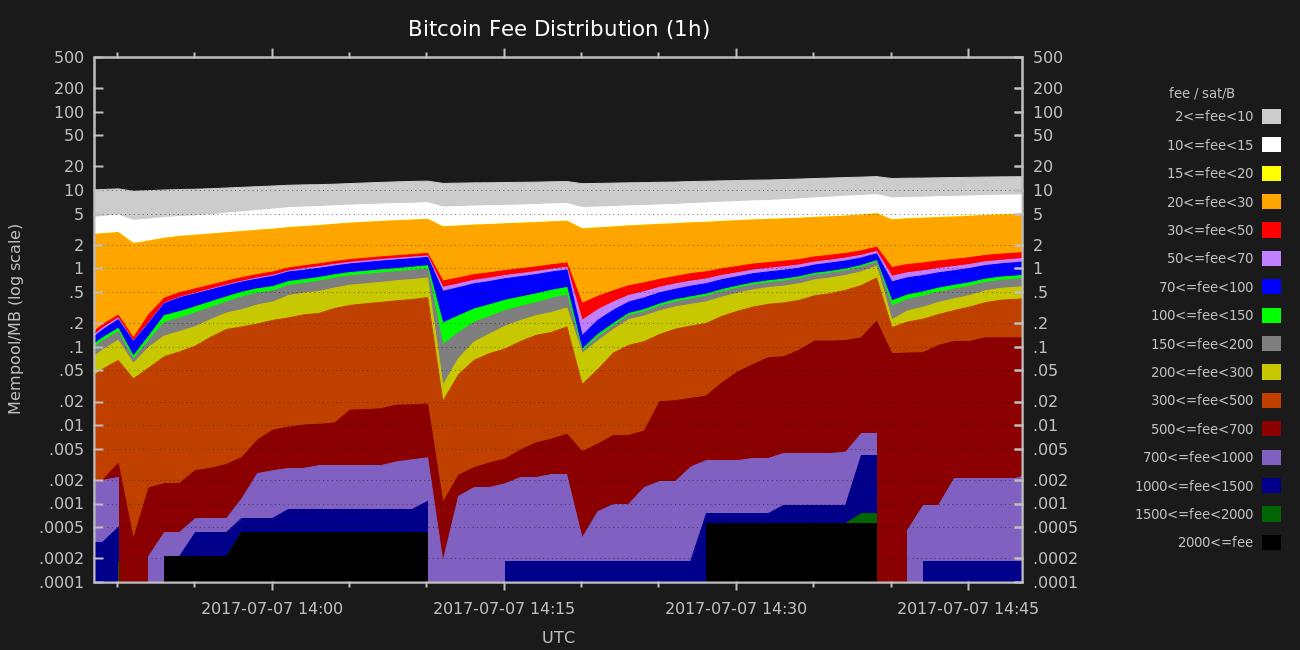 Bitcoin Fee Distribution (1h)
500 500
200 200
100 100
50 50
20 20
10 10
5 5
2 2
1 1
.5 .5
.2 .2
.1 .1
.05 .05
.02 .02
.01 .01
.005 .005
.002 .002
.001 .001
.0005 .0005
.0002 .0002
.0001 .0001
Mempool/MB (log scale)
2017-07-07 14:00 2017-07-07 14:15 2017-07-07 14:30 2017-07-07 14:45
UTC
fee / sat/B
2<=fee<10
10<=fee<15
15<=fee<20
20<=fee<30
30<=fee<50
50<=fee<70
70<=fee<100
100<=fee<150
150<=fee<200
200<=fee<300
300<=fee<500
500<=fee<700
700<=fee<1000
1000<=fee<1500
1500<=fee<2000
2000<=fee